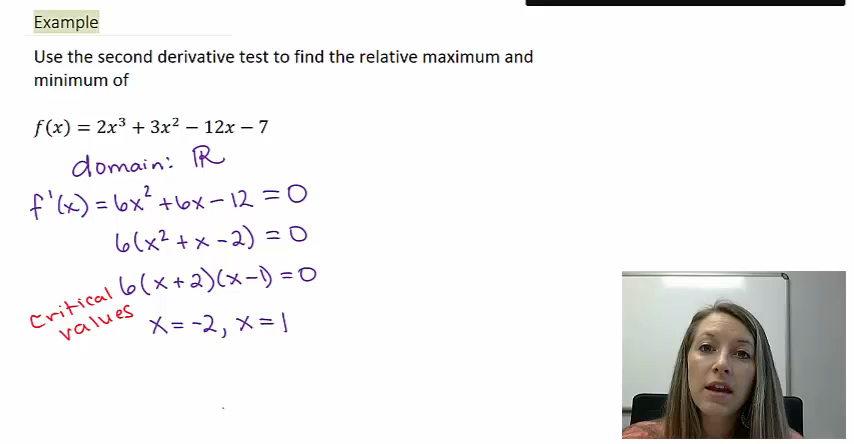 Example
Use the second derivative test to find the relative maximum and
minimum of
f(x) = 2x³ + 3x² − 12x − 7
domain: ℝ
f'(x) = 6x² + 6x − 12 = 0
6(x² + x − 2) = 0
6(x + 2)(x − 1) = 0
critical
values
x = −2, x = 1